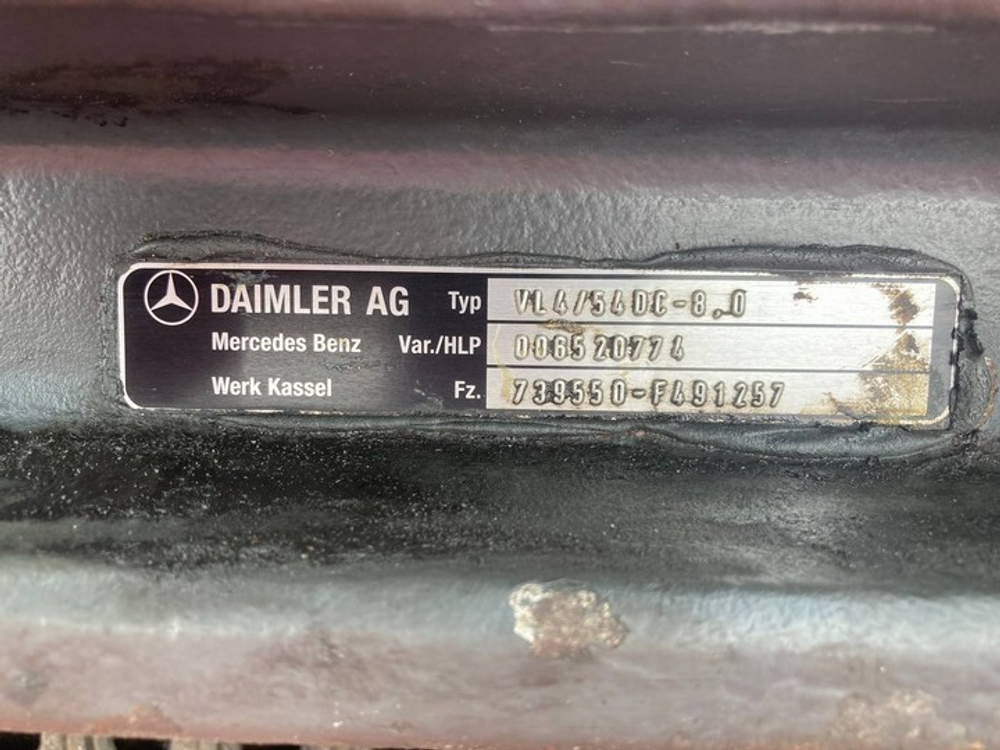 DAIMLER AG Typ VL4/54DC-8,0
Mercedes Benz Var./HLP 006520774
Werk Kassel Fz. 739550-F491257